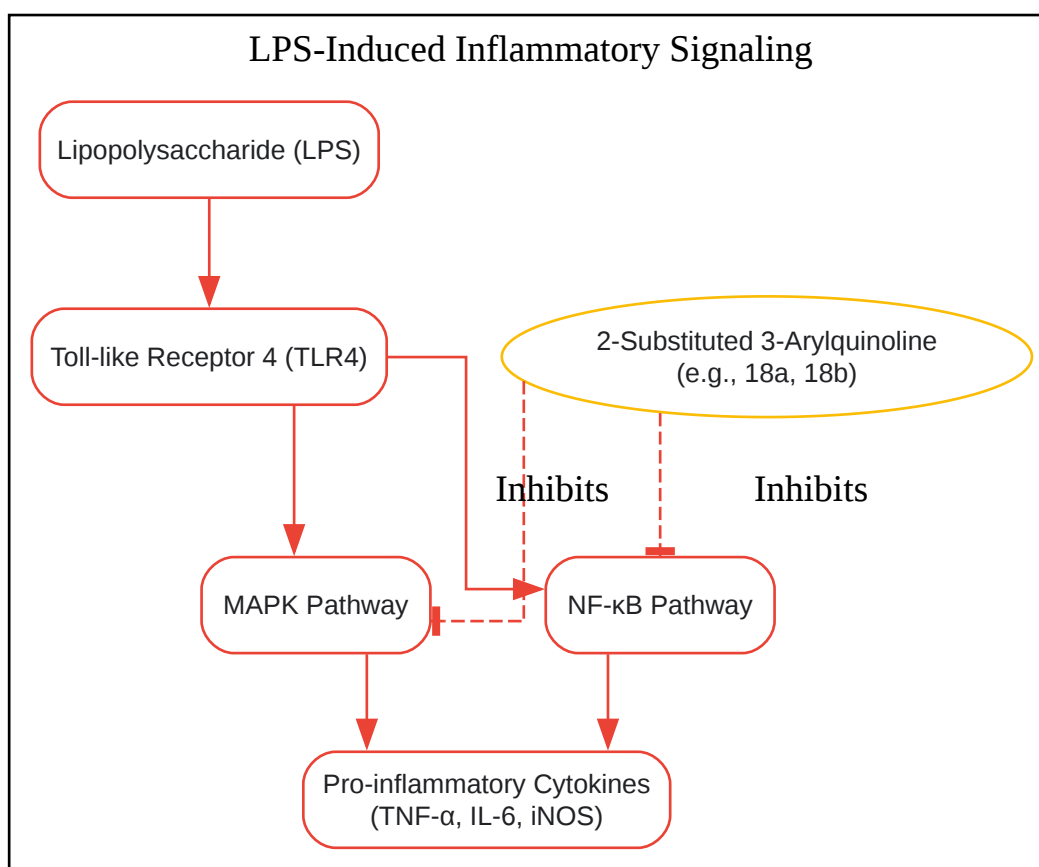 LPS-Induced Inflammatory Signaling
Lipopolysaccharide (LPS)
Toll-like Receptor 4 (TLR4)
2-Substituted 3-Arylquinoline
(e.g., 18a, 18b)
Inhibits
Inhibits
MAPK Pathway
NF-κB Pathway
Pro-inflammatory Cytokines
(TNF-α, IL-6, iNOS)